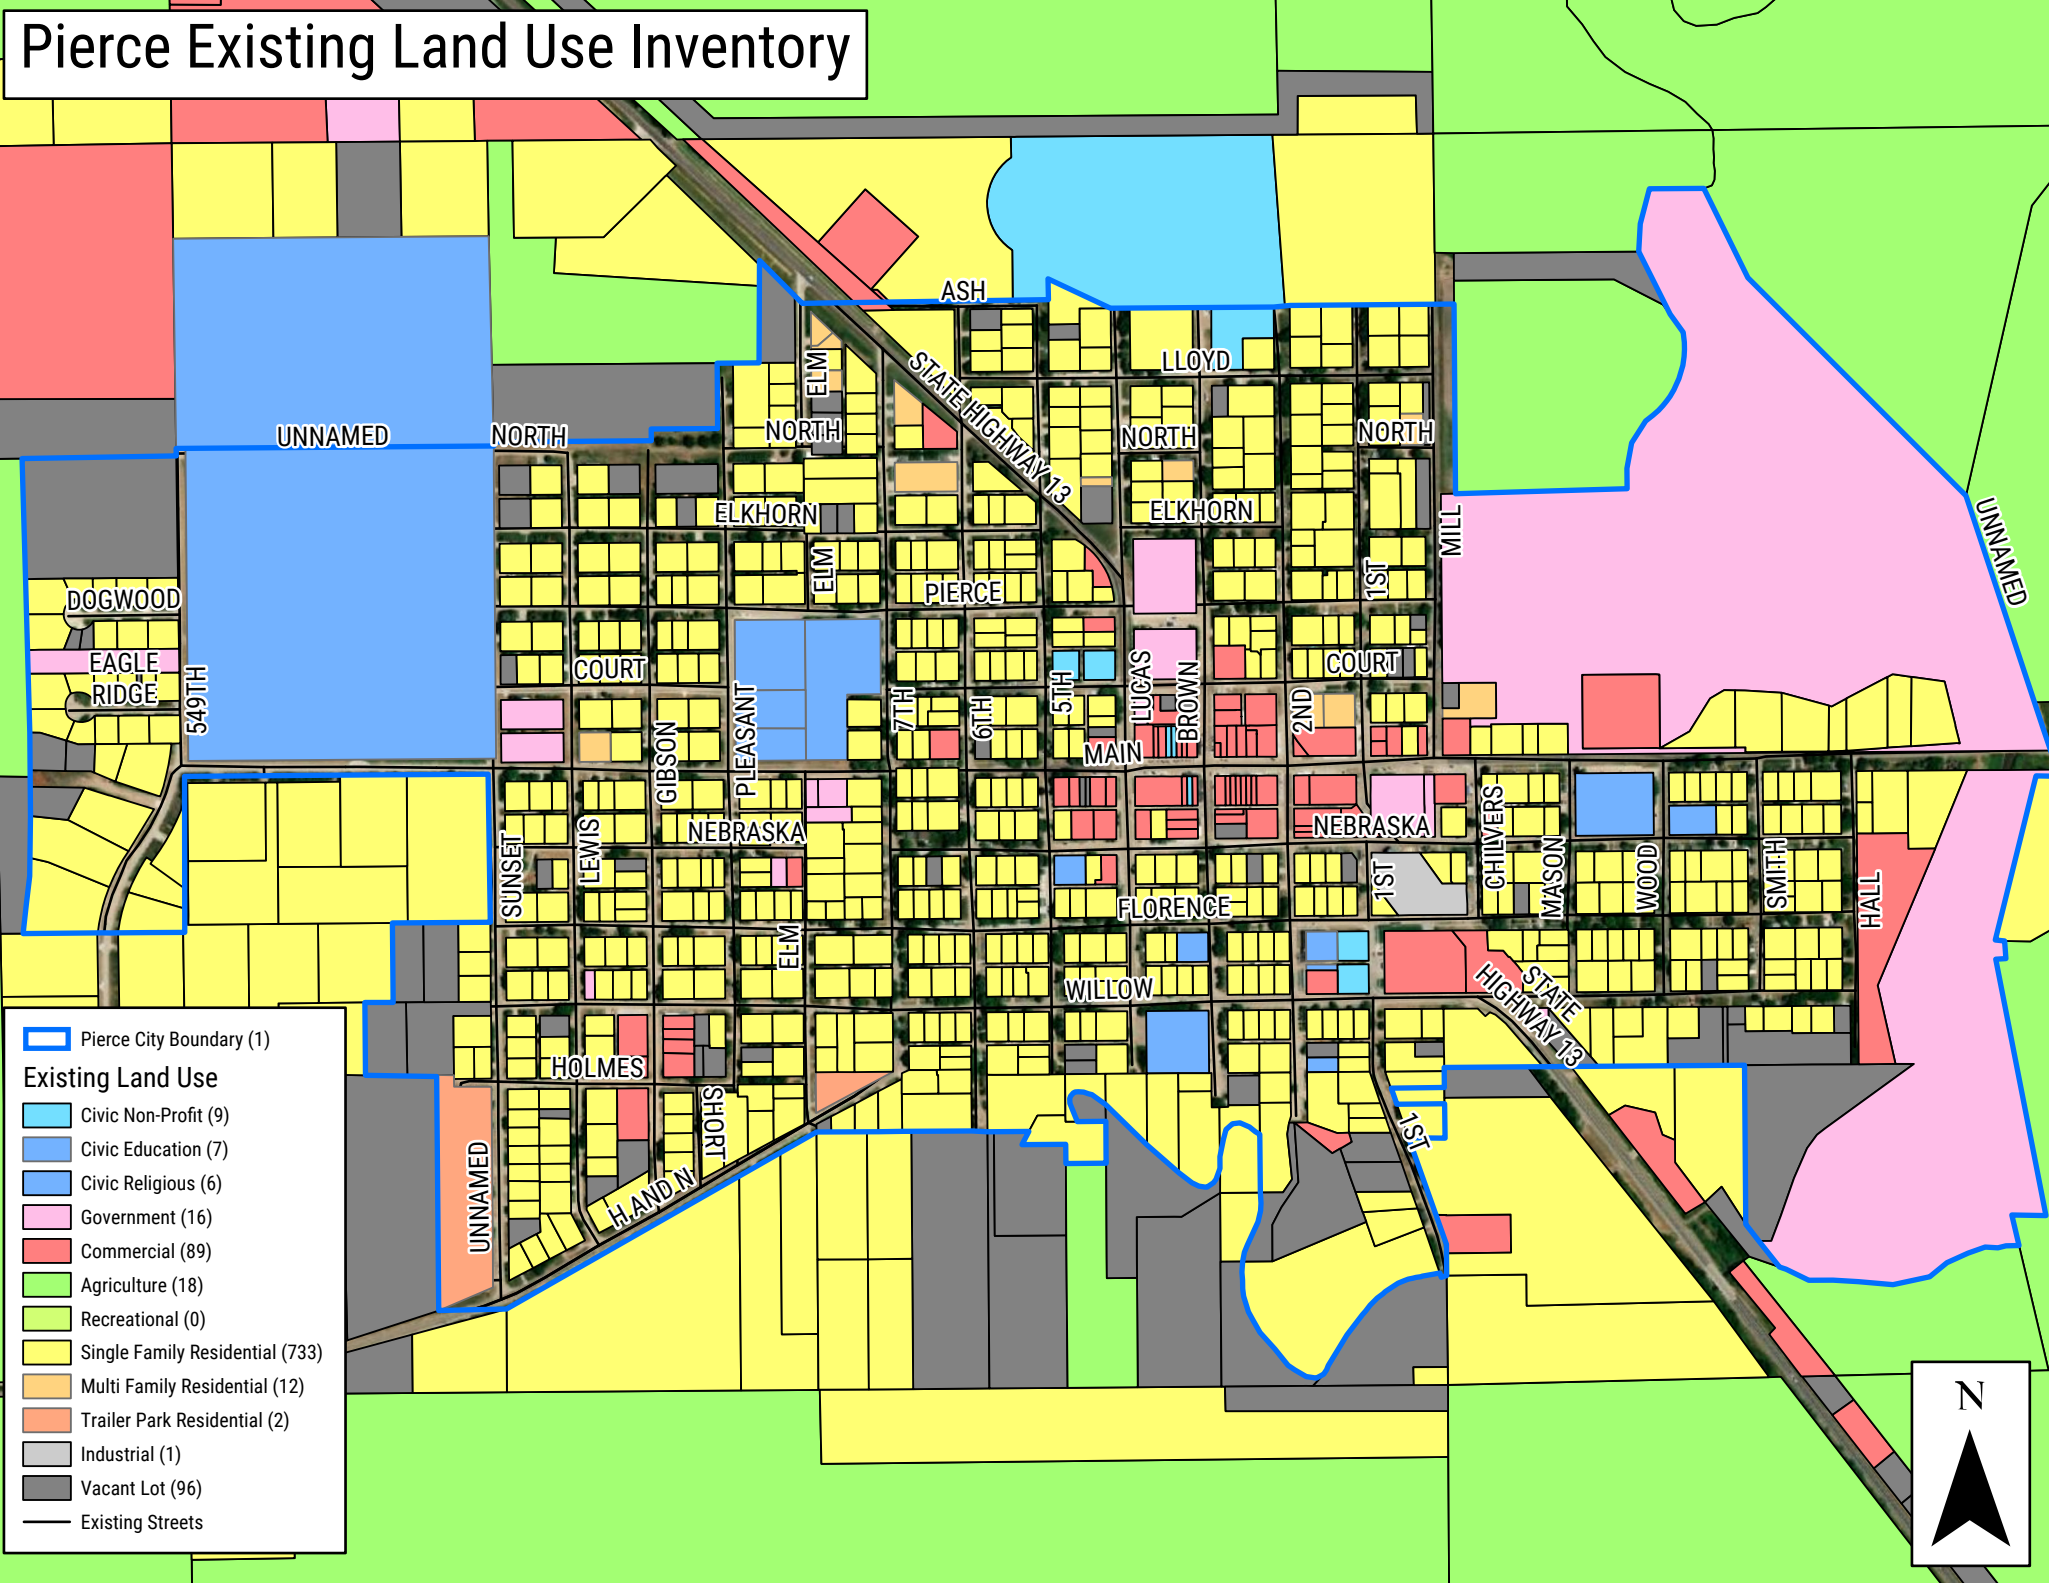 Pierce Existing Land Use Inventory
ASH
LLOYD
ELM
STATE HIGHWAY 13
UNNAMED
NORTH
NORTH
NORTH
NORTH
ELKHORN
ELKHORN
MILL
UNNAMED
ELM
1ST
PIERCE
DOGWOOD
EAGLE
RIDGE
549TH
COURT
COURT
GIBSON
PLEASANT
7TH
6TH
5TH
LUCAS
BROWN
2ND
MAIN
NEBRASKA
NEBRASKA
SUNSET
LEWIS
CHILVERS
MASON
WOOD
SMITH
HALL
1ST
FLORENCE
ELM
WILLOW
STATE
HIGHWAY 13
HOLMES
SHORT
1ST
UNNAMED
H AND N
Pierce City Boundary (1)
Existing Land Use
Civic Non-Profit (9)
Civic Education (7)
Civic Religious (6)
Government (16)
Commercial (89)
Agriculture (18)
Recreational (0)
Single Family Residential (733)
Multi Family Residential (12)
Trailer Park Residential (2)
Industrial (1)
Vacant Lot (96)
Existing Streets
N